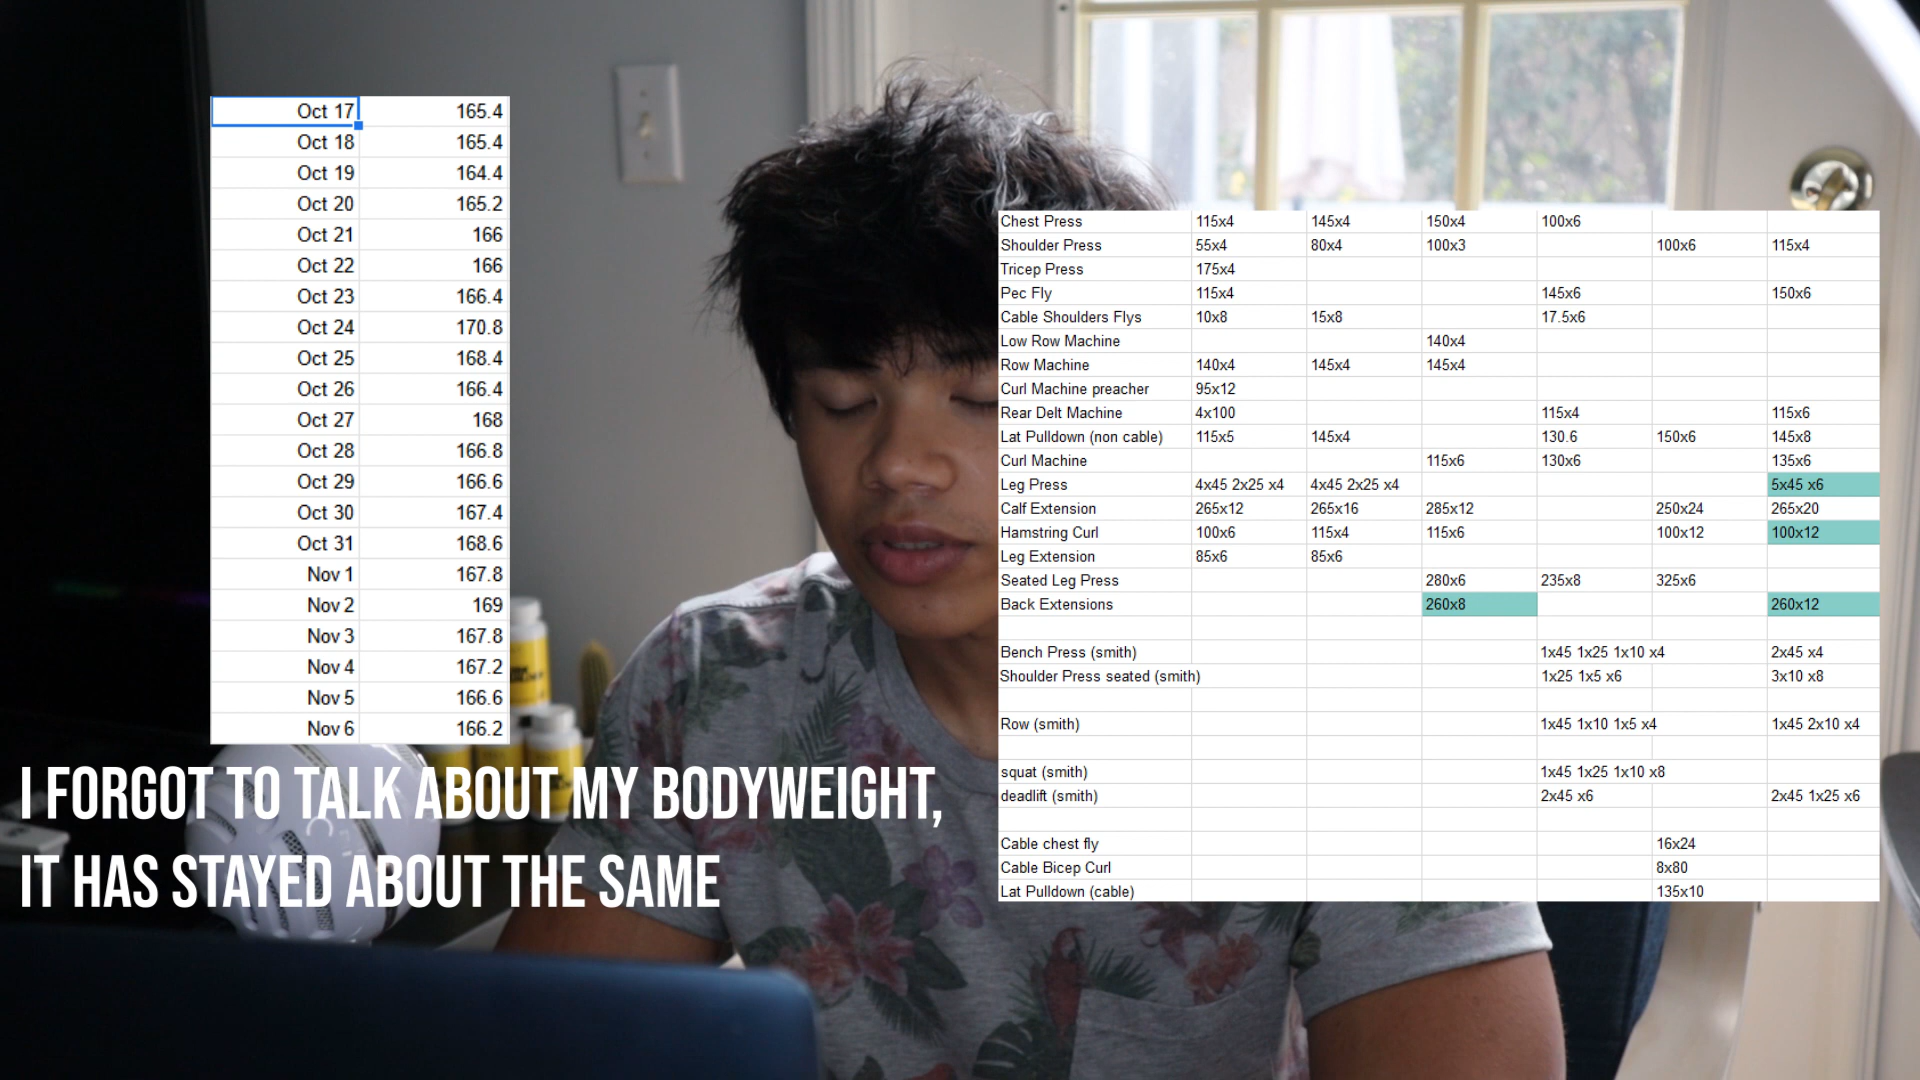 Oct 17 165.4
Oct 18 165.4
Oct 19 164.4
Oct 20 165.2
Oct 21 166
Oct 22 166
Oct 23 166.4
Oct 24 170.8
Oct 25 168.4
Oct 26 166.4
Oct 27 168
Oct 28 166.8
Oct 29 166.6
Oct 30 167.4
Oct 31 168.6
Nov 1 167.8
Nov 2 169
Nov 3 167.8
Nov 4 167.2
Nov 5 166.6
Nov 6 166.2
Chest Press 115x4 145x4 150x4 100x6
Shoulder Press 55x4 80x4 100x3 100x6 115x4
Tricep Press 175x4
Pec Fly 115x4 145x6 150x6
Cable Shoulders Flys 10x8 15x8 17.5x6
Low Row Machine 140x4
Row Machine 140x4 145x4 145x4
Curl Machine preacher 95x12
Rear Delt Machine 4x100 115x4 115x6
Lat Pulldown (non cable) 115x5 145x4 130.6 150x6 145x8
Curl Machine 115x6 130x6 135x6
Leg Press 4x45 2x25 x4 4x45 2x25 x4 5x45 x6
Calf Extension 265x12 265x16 285x12 250x24 265x20
Hamstring Curl 100x6 115x4 115x6 100x12 100x12
Leg Extension 85x6 85x6
Seated Leg Press 280x6 235x8 325x6
Back Extensions 260x8 260x12
Bench Press (smith) 1x45 1x25 1x10 x4 2x45 x4
Shoulder Press seated (smith) 1x25 1x5 x6 3x10 x8
Row (smith) 1x45 1x10 1x5 x4 1x45 2x10 x4
squat (smith) 1x45 1x25 1x10 x8
deadlift (smith) 2x45 x6 2x45 1x25 x6
Cable chest fly 16x24
Cable Bicep Curl 8x80
Lat Pulldown (cable) 135x10
I FORGOT TO TALK ABOUT MY BODYWEIGHT,
IT HAS STAYED ABOUT THE SAME